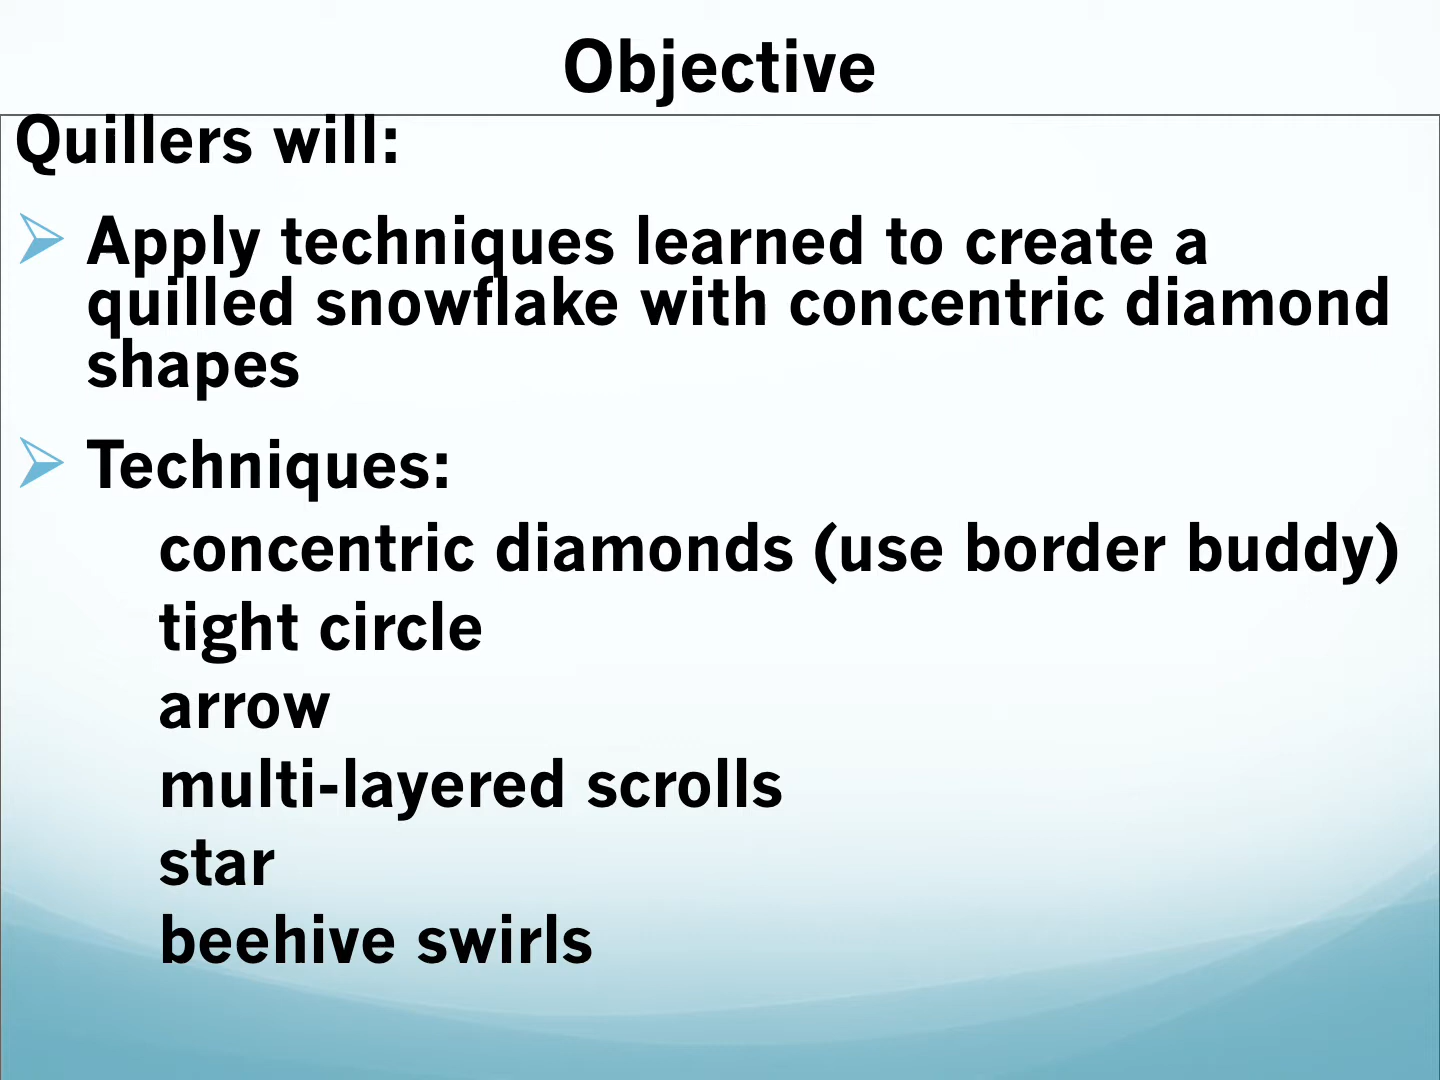 Objective
Quillers will:
Apply techniques learned to create a
quilled snowflake with concentric diamond
shapes
Techniques:
concentric diamonds (use border buddy)
tight circle
arrow
multi-layered scrolls
star
beehive swirls